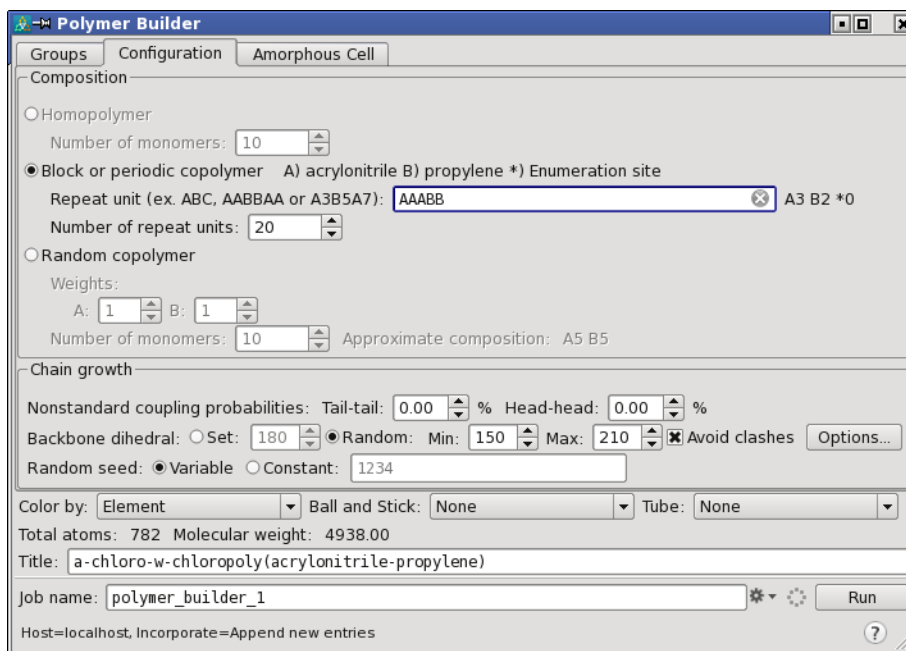 Polymer Builder
Groups Configuration Amorphous Cell
Composition
Homopolymer
Number of monomers: 10
Block or periodic copolymer A) acrylonitrile B) propylene *) Enumeration site
Repeat unit (ex. ABC, AABBAA or A3B5A7): AAABB A3 B2 *0
Number of repeat units: 20
Random copolymer
Weights:
A: 1 B: 1
Number of monomers: 10 Approximate composition: A5 B5
Chain growth
Nonstandard coupling probabilities: Tail-tail: 0.00 % Head-head: 0.00 %
Backbone dihedral: Set: 180 Random: Min: 150 Max: 210 Avoid clashes Options...
Random seed: Variable Constant: 1234
Color by: Element Ball and Stick: None Tube: None
Total atoms: 782 Molecular weight: 4938.00
Title: a-chloro-w-chloropoly(acrylonitrile-propylene)
Job name: polymer_builder_1 Run
Host=localhost, Incorporate=Append new entries ?